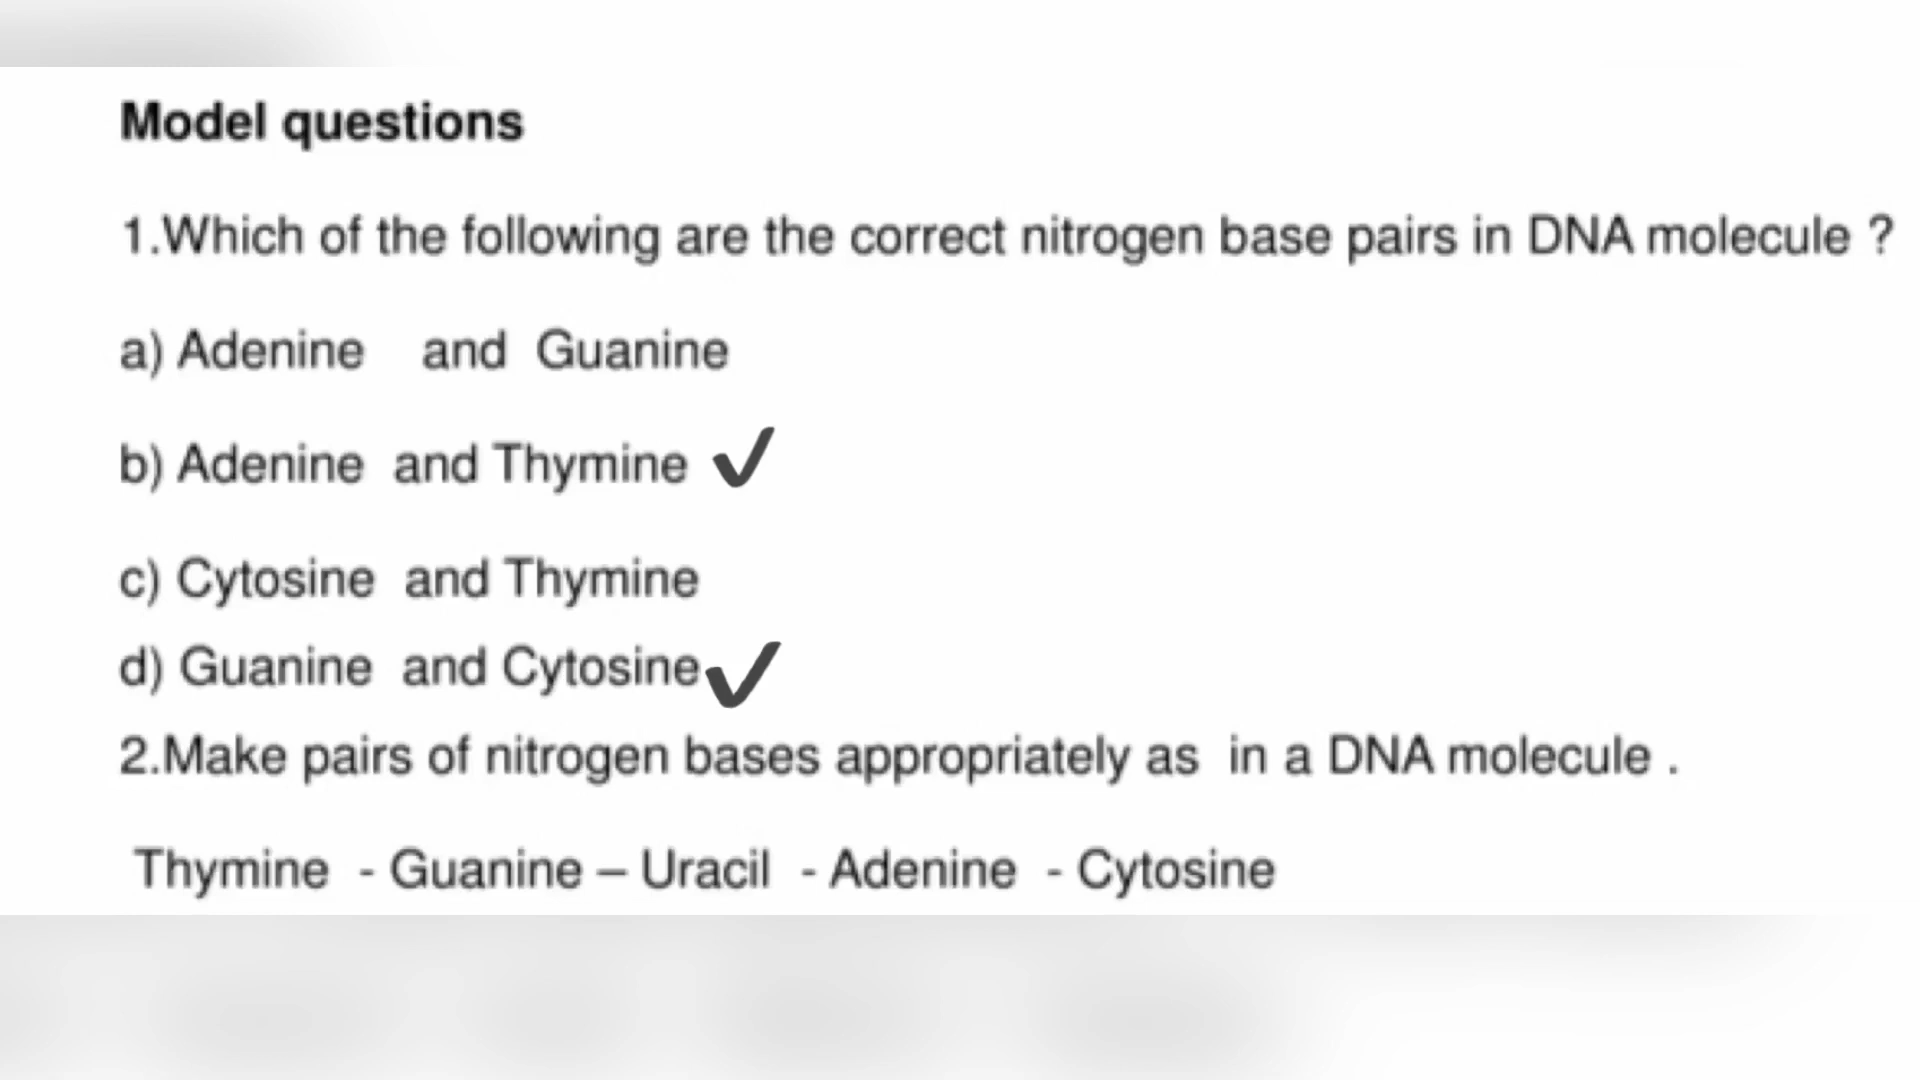 Model questions
1.Which of the following are the correct nitrogen base pairs in DNA molecule ?
a) Adenine and Guanine
b) Adenine and Thymine ✔
c) Cytosine and Thymine
d) Guanine and Cytosine ✔
2.Make pairs of nitrogen bases appropriately as in a DNA molecule .
Thymine - Guanine – Uracil - Adenine - Cytosine